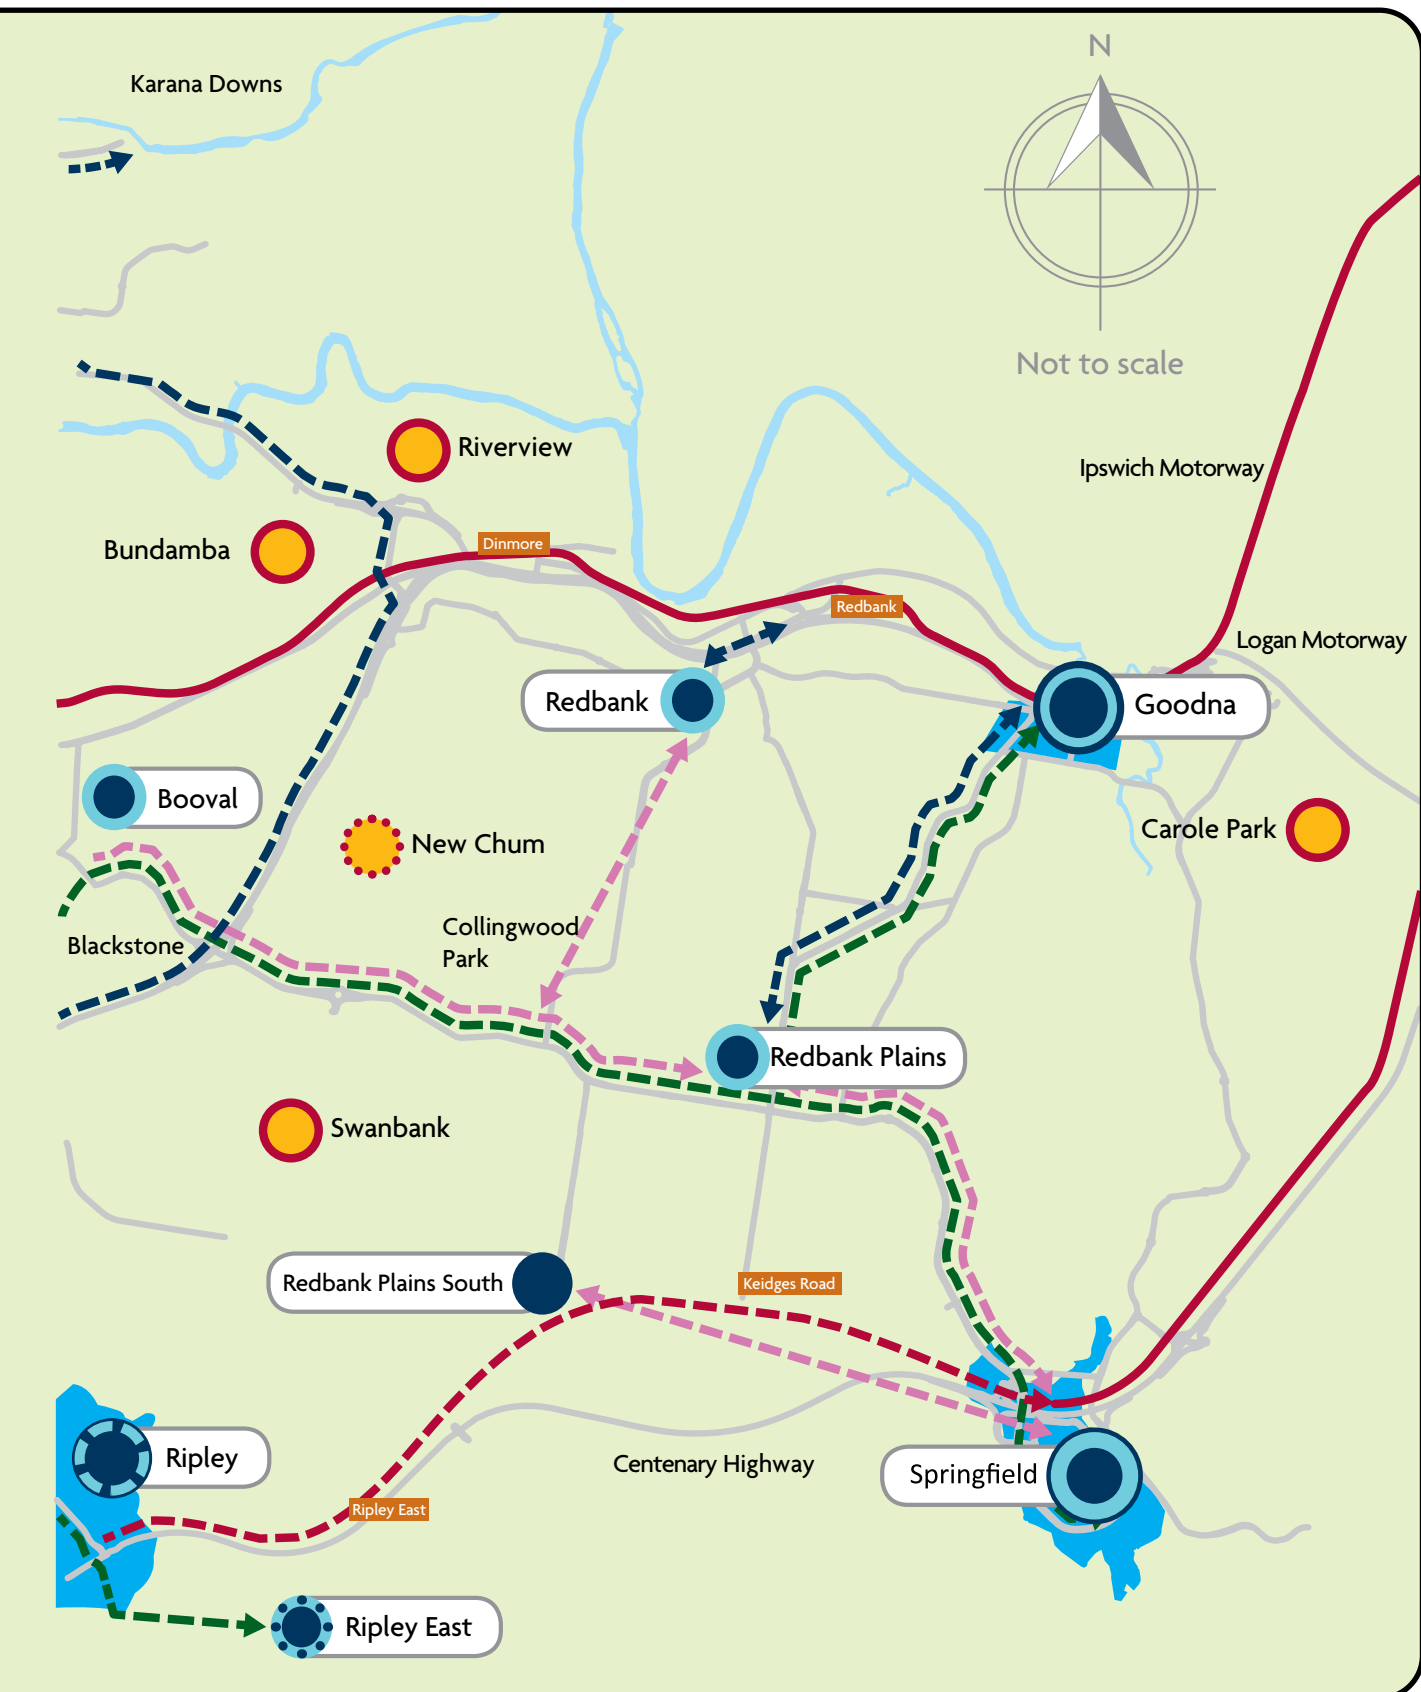 N
Karana Downs
Not to scale
Riverview
Ipswich Motorway
Dinmore
Bundamba
Redbank
Logan Motorway
Redbank
Goodna
Booval
New Chum
Carole Park
Collingwood
Park
Blackstone
Redbank Plains
Swanbank
Redbank Plains South
Keidges Road
Ripley
Centenary Highway
Springfield
Ripley East
Ripley East